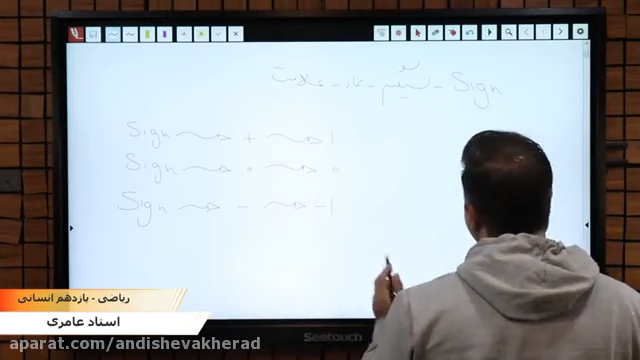 علامت - نماد - سمبل - Sign
Sign → + → 1
Sign → 0 → 0
Sign → - → -1
Seetouch
ریاضی - یازدهم انسانی
استاد عامری
aparat.com/andishevakherad